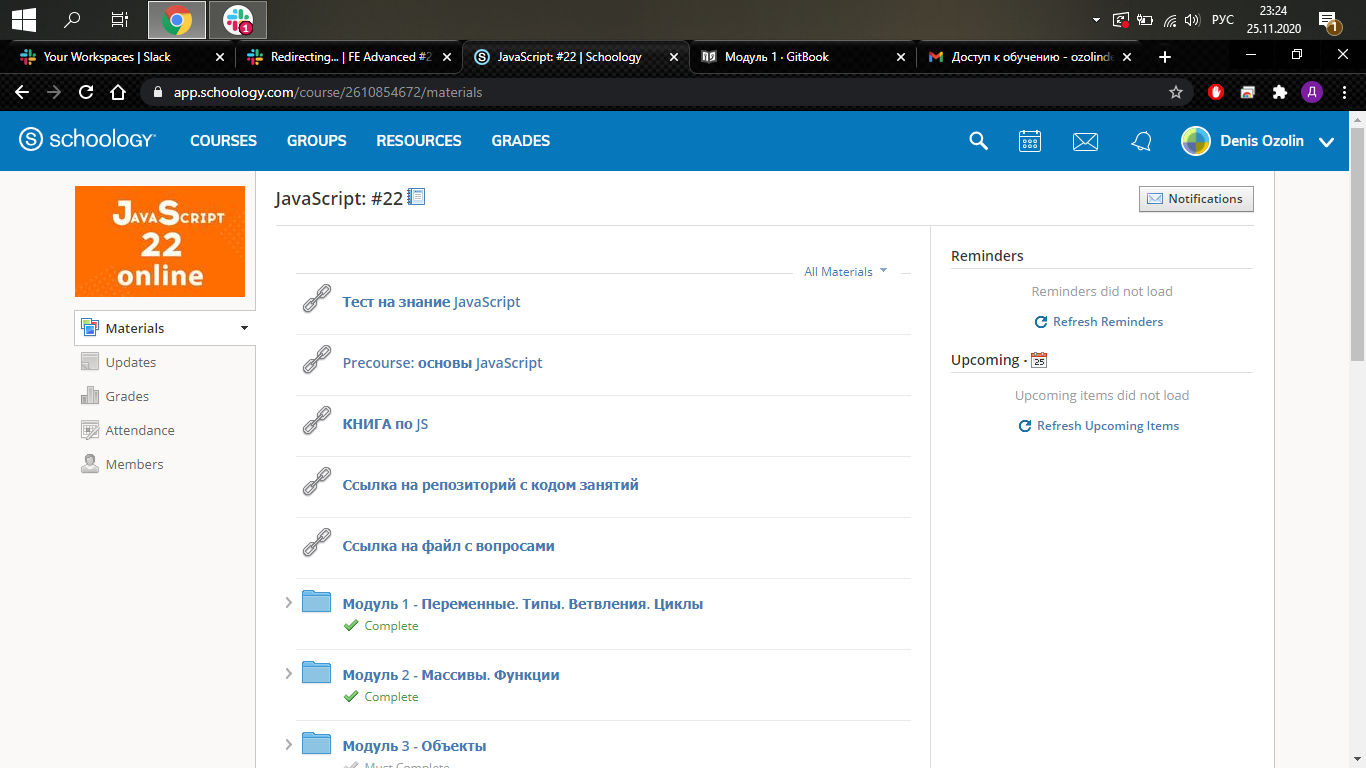 23:24
РУС
25.11.2020
1
1
Your Workspaces | Slack
Redirecting... | FE Advanced #2
JavaScript: #22 | Schoology
Модуль 1 · GitBook
Доступ к обучению - ozolinde
app.schoology.com/course/2610854672/materials
Д
S schoology
COURSES
GROUPS
RESOURCES
GRADES
Denis Ozolin
JAVASCRIPT
22
online
Materials
Updates
Grades
Attendance
Members
JavaScript: #22
Notifications
All Materials
Тест на знание JavaScript
Precourse: основы JavaScript
КНИГА по JS
Ссылка на репозиторий с кодом занятий
Ссылка на файл с вопросами
Модуль 1 - Переменные. Типы. Ветвления. Циклы
Complete
Модуль 2 - Массивы. Функции
Complete
Модуль 3 - Объекты
Must Complete
Reminders
Reminders did not load
Refresh Reminders
Upcoming · 25
Upcoming items did not load
Refresh Upcoming Items